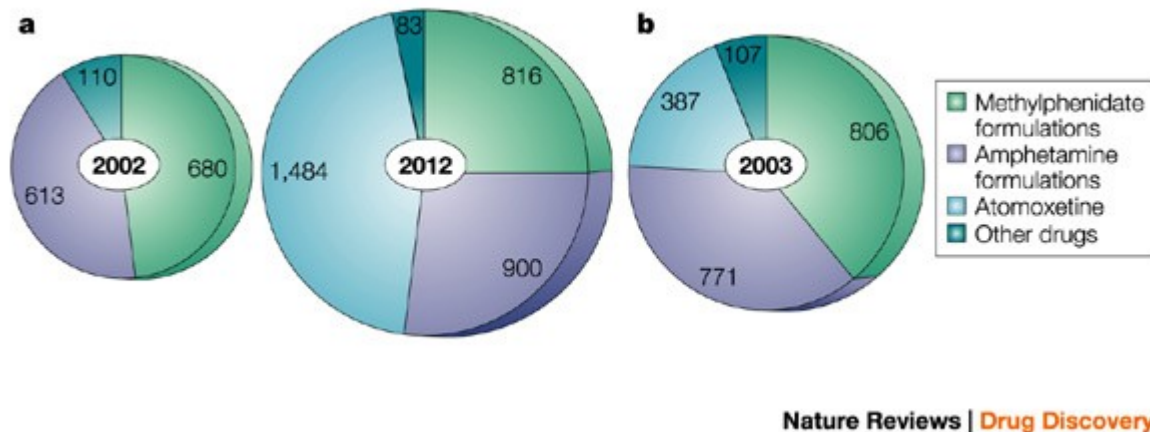 a
110
2002
680
613
83
816
1,484
2012
900
b
107
387
806
2003
771
Methylphenidate
formulations
Amphetamine
formulations
Atomoxetine
Other drugs
Nature Reviews | Drug Discovery